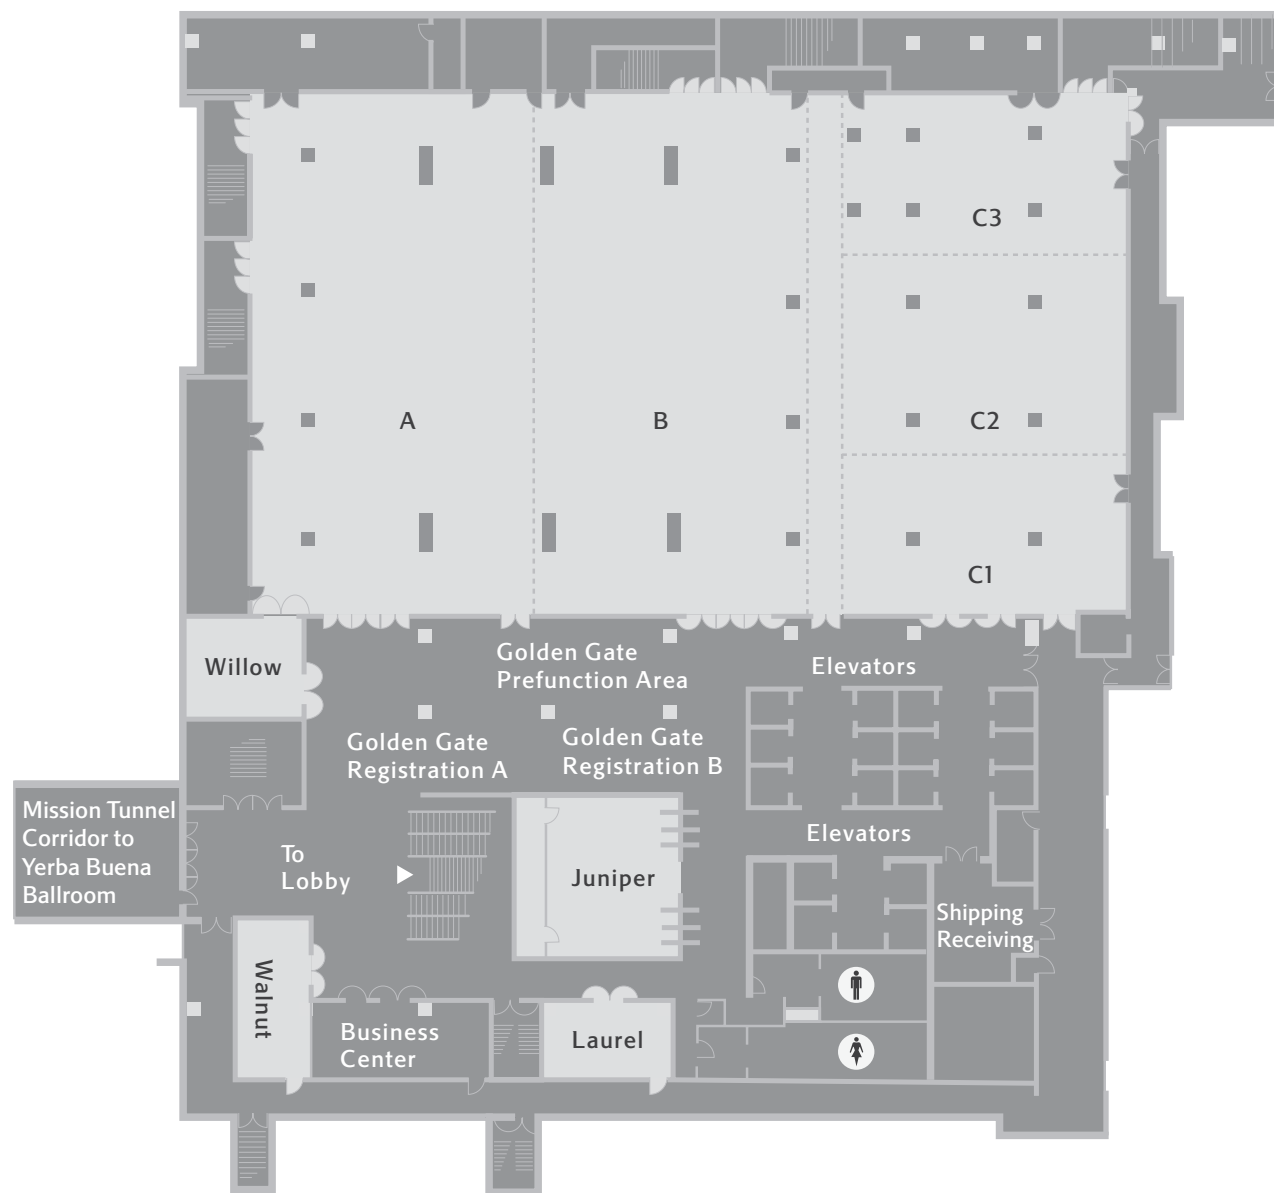 C3
A
B
C2
C1
Willow
Golden Gate
Prefunction Area
Elevators
Golden Gate
Registration A
Golden Gate
Registration B
Mission Tunnel
Corridor to
Yerba Buena
Ballroom
To
Lobby
Juniper
Elevators
Shipping
Receiving
Walnut
Business
Center
Laurel